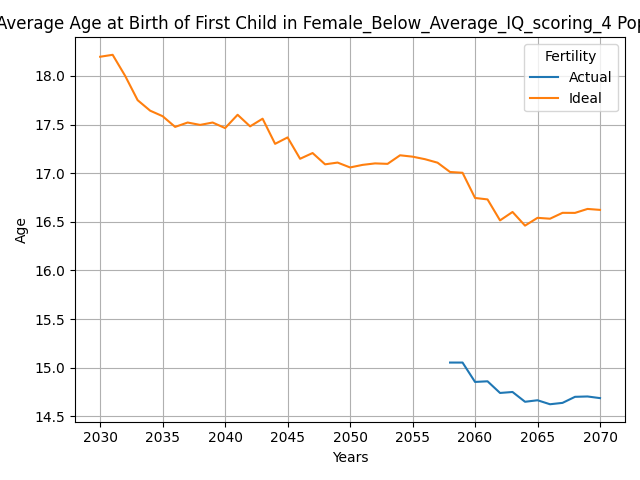 Average Age at Birth of First Child in Female_Below_Average_IQ_scoring_4 Pop
Fertility
Actual
Ideal
18.0
17.5
17.0
16.5
16.0
15.5
15.0
14.5
Age
2030 2035 2040 2045 2050 2055 2060 2065 2070
Years